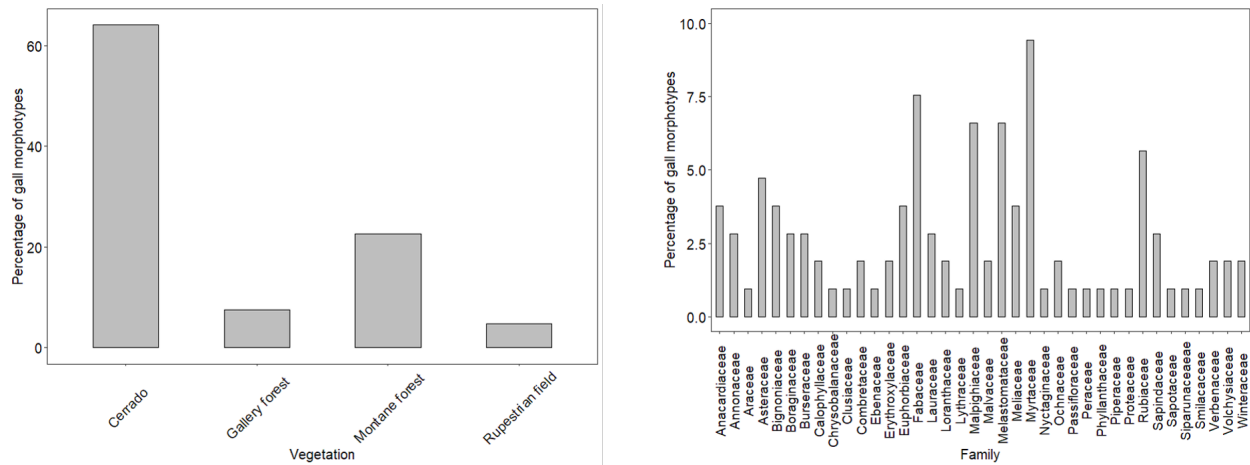 Percentage of gall morphotypes
60
40
20
0
Cerrado
Gallery forest
Montane forest
Rupestrian field
Vegetation
Percentage of gall morphotypes
10.0
7.5
5.0
2.5
0.0
Anacardiaceae
Annonaceae
Araceae
Asteraceae
Bignoniaceae
Boraginaceae
Burseraceae
Calophyllaceae
Chrysobalanaceae
Clusiaceae
Combretaceae
Ebenaceae
Erythroxylaceae
Euphorbiaceae
Fabaceae
Lauraceae
Loranthaceae
Lythraceae
Malpighiaceae
Malvaceae
Melastomataceae
Meliaceae
Myrtaceae
Nyctaginaceae
Ochnaceae
Passifloraceae
Peraceae
Phyllanthaceae
Piperaceae
Proteaceae
Rubiaceae
Sapindaceae
Sapotaceae
Siparunaceaeae
Smilacaceae
Verbenaceae
Volchysiaceae
Winteraceae
Family